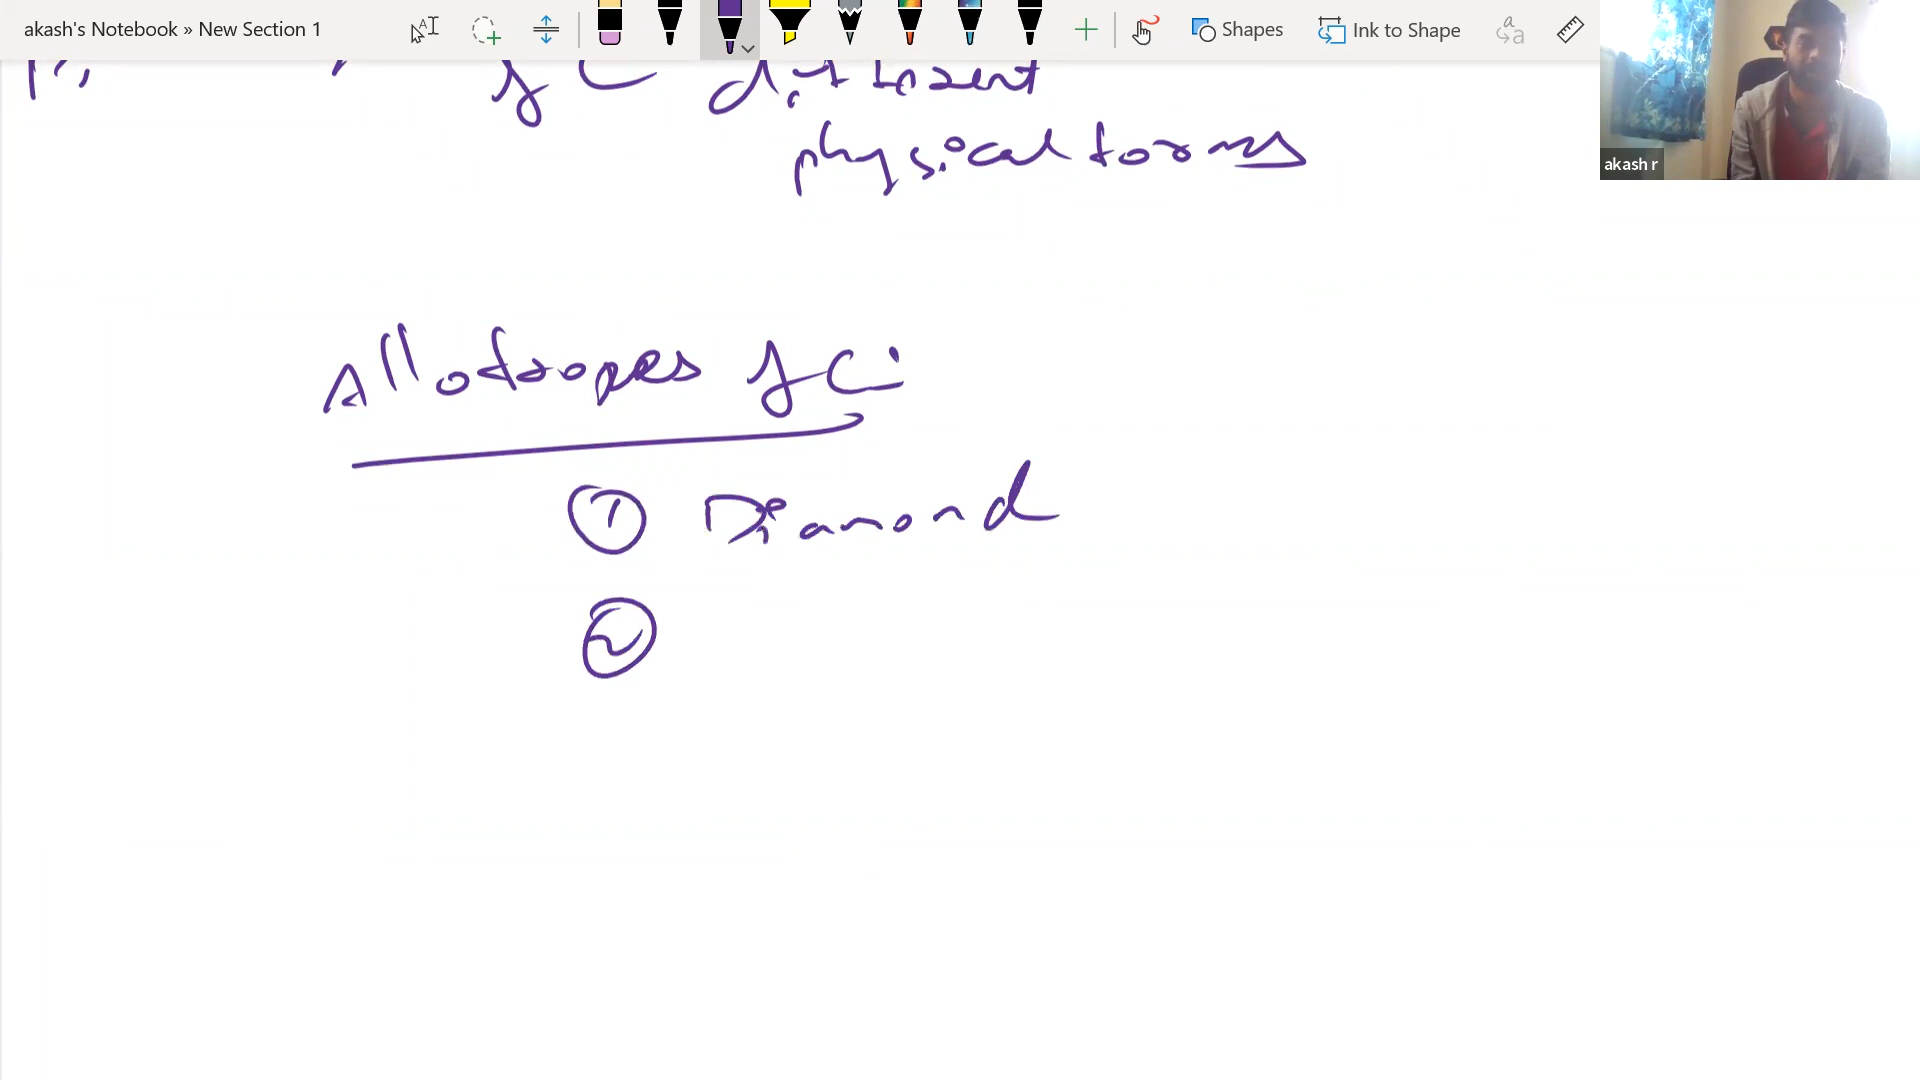 akash's Notebook » New Section 1
Shapes
Ink to Shape
akash r
of C different
physical forms
Allotropes of C:
① Diamond
②